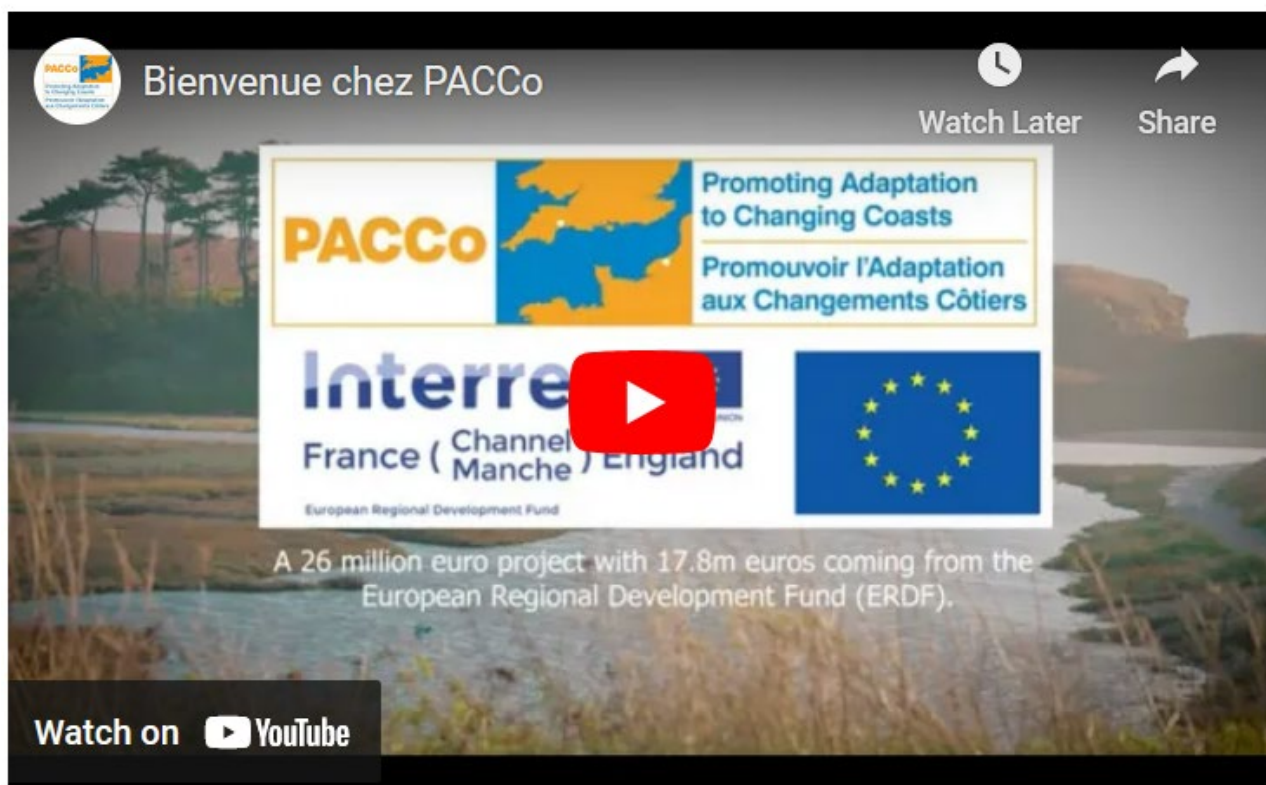 Bienvenue chez PACCo
Watch Later
Share
PACCo
Promoting Adaptation
to Changing Coasts
Promouvoir l'Adaptation
aux Changements Côtiers
Interre
France ( Channel
Manche ) England
European Regional Development Fund
A 26 million euro project with 17.8m euros coming from the
European Regional Development Fund (ERDF).
Watch on YouTube